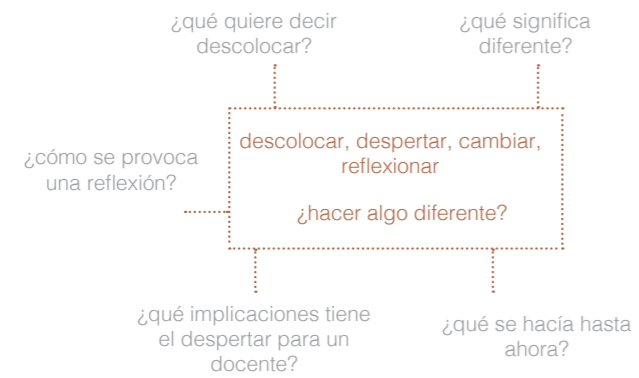 ¿qué quiere decir
descolocar?
¿qué significa
diferente?
descolocar, despertar, cambiar,
reflexionar
¿hacer algo diferente?
¿cómo se provoca
una reflexión?
¿qué implicaciones tiene
el despertar para un
docente?
¿qué se hacía hasta
ahora?